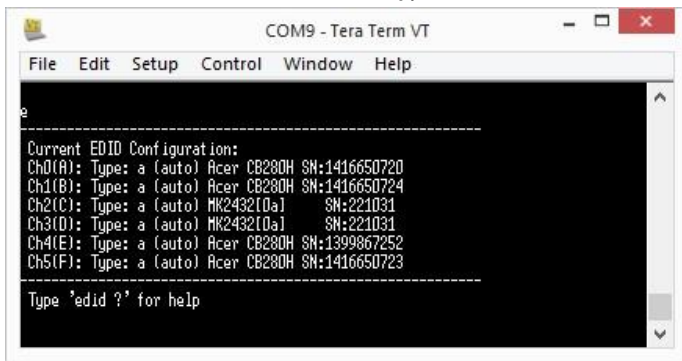 COM9 - Tera Term VT
File Edit Setup Control Window Help
e
--------------------------------------------------------------
Current EDID Configuration:
Ch0(A): Type: a (auto) Acer CB280H SN:1416650720
Ch1(B): Type: a (auto) Acer CB280H SN:1416650724
Ch2(C): Type: a (auto) MK2432[0a] SN:221031
Ch3(D): Type: a (auto) MK2432[0a] SN:221031
Ch4(E): Type: a (auto) Acer CB280H SN:1399867252
Ch5(F): Type: a (auto) Acer CB280H SN:1416650723
--------------------------------------------------------------
Type 'edid ?' for help